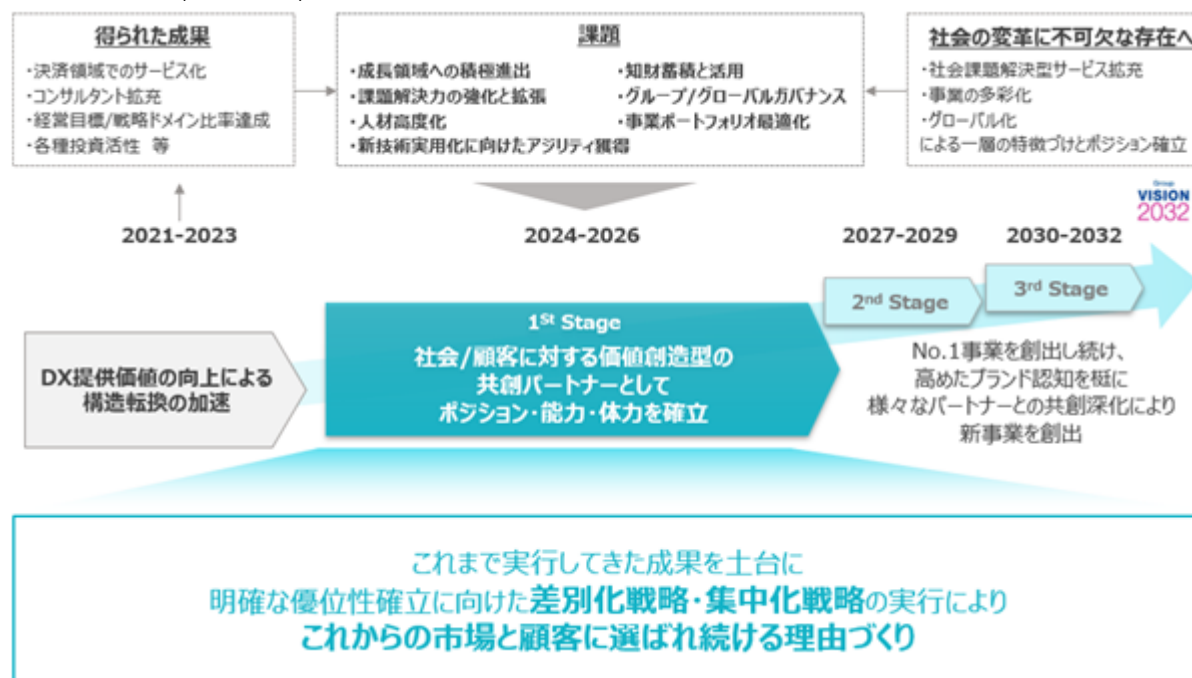 得られた成果
・決済領域でのサービス化
・コンサルタント拡充
・経営目標/戦略ドメイン比率達成
・各種投資活性 等
課題
・成長領域への積極進出
・課題解決力の強化と拡張
・人材高度化
・新技術実用化に向けたアジリティ獲得
・知財蓄積と活用
・グループ/グローバルガバナンス
・事業ポートフォリオ最適化
社会の変革に不可欠な存在へ
・社会課題解決型サービス拡充
・事業の多彩化
・グローバル化
による一層の特徴づけとポジション確立
Group
VISION
2032
2021-2023
2024-2026
2027-2029
2030-2032
DX提供価値の向上による
構造転換の加速
1St Stage
社会/顧客に対する価値創造型の
共創パートナーとして
ポジション・能力・体力を確立
2nd Stage
3rd Stage
No.1事業を創出し続け、
高めたブランド認知を梃に
様々なパートナーとの共創深化により
新事業を創出
これまで実行してきた成果を土台に
明確な優位性確立に向けた差別化戦略・集中化戦略の実行により
これからの市場と顧客に選ばれ続ける理由づくり